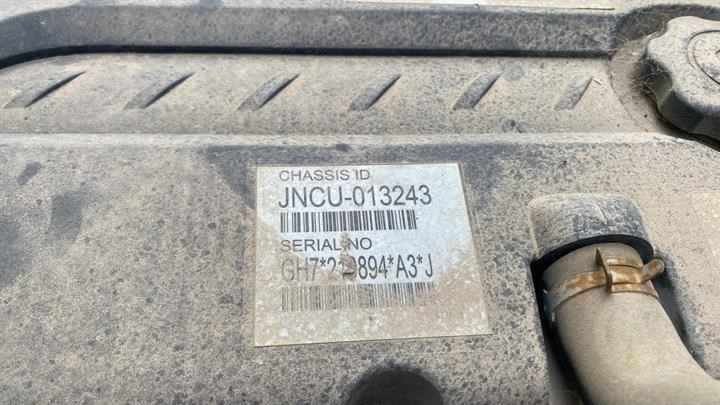 CHASSIS ID
JNCU-013243
SERIAL NO